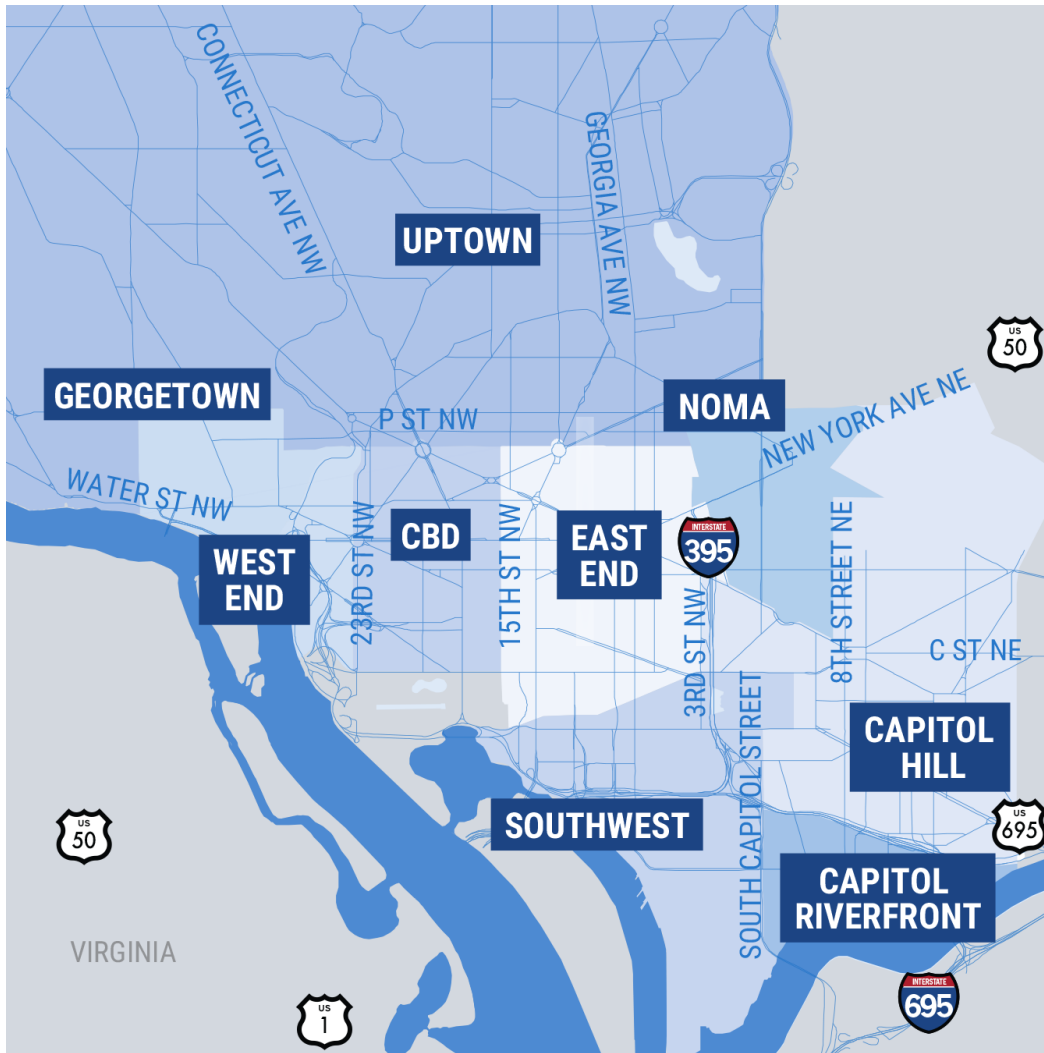 CONNECTICUT AVE NW
GEORGIA AVE NW
UPTOWN
US
50
GEORGETOWN
NOMA
P ST NW
NEW YORK AVE NE
WATER ST NW
CBD
EAST
END
INTERSTATE
395
WEST
END
23RD ST NW
15TH ST NW
3RD ST NW
8TH STREET NE
C ST NE
SOUTH CAPITOL STREET
CAPITOL
HILL
US
50
SOUTHWEST
US
695
CAPITOL
RIVERFRONT
VIRGINIA
US
1
INTERSTATE
695